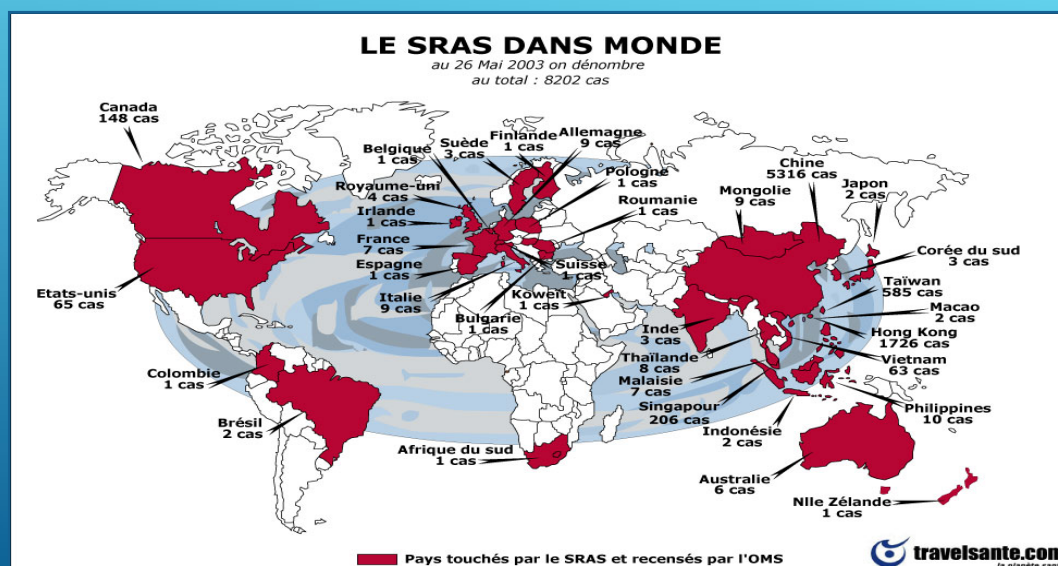 LE SRAS DANS MONDE
au 26 Mai 2003 on dénombre
au total : 8202 cas
Canada
148 cas
Belgique
1 cas
Suède
3 cas
Finlande
1 cas
Allemagne
9 cas
Royaume-uni
4 cas
Pologne
1 cas
Chine
5316 cas
Mongolie
9 cas
Japon
2 cas
Irlande
1 cas
Roumanie
1 cas
France
7 cas
Espagne
1 cas
Suisse
1 cas
Corée du sud
3 cas
Etats-unis
65 cas
Italie
9 cas
Koweït
1 cas
Bulgarie
1 cas
Taïwan
585 cas
Macao
2 cas
Inde
3 cas
Hong Kong
1726 cas
Thaïlande
8 cas
Vietnam
63 cas
Colombie
1 cas
Malaisie
7 cas
Singapour
206 cas
Philippines
10 cas
Brésil
2 cas
Indonésie
2 cas
Afrique du sud
1 cas
Australie
6 cas
Nlle Zélande
1 cas
Pays touchés par le SRAS et recensés par l'OMS
travelsante.com